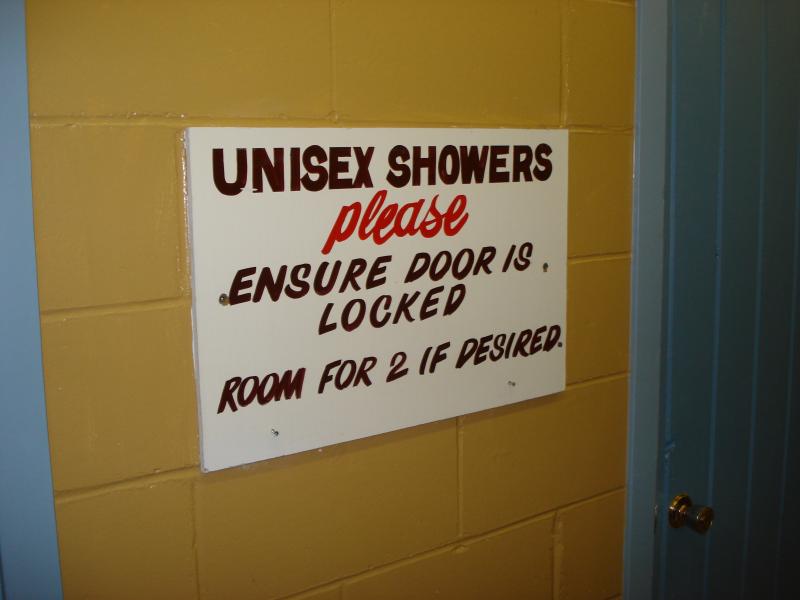 UNISEX SHOWERS
please
ENSURE DOOR IS
LOCKED
ROOM FOR 2 IF DESIRED.